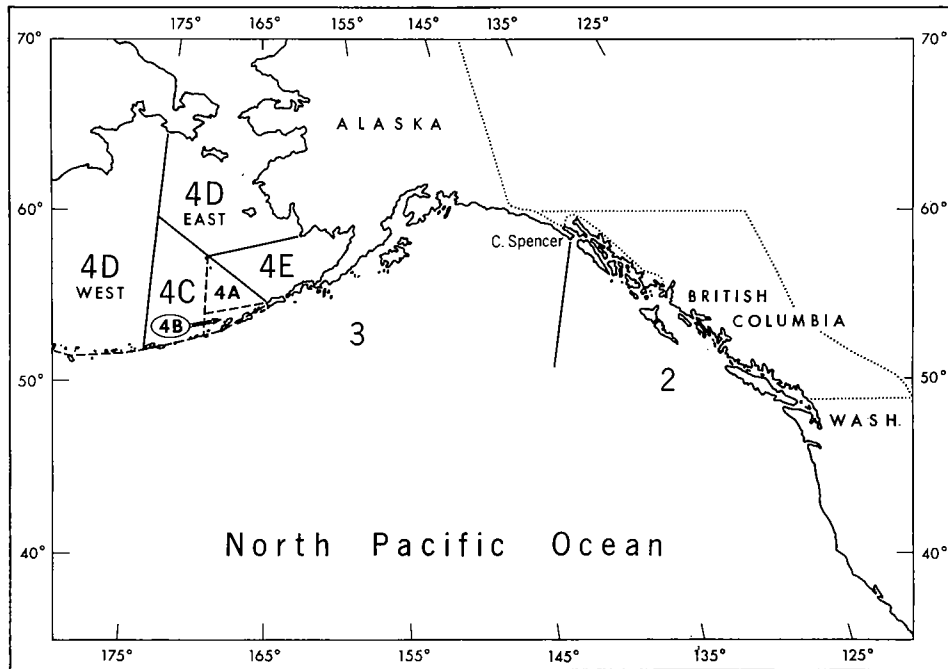 175° 165° 155° 145° 135° 125°
70° 70°
ALASKA
4D
EAST
60° 60°
C. Spencer
4D
WEST
4E
4C
4A
BRITISH
COLUMBIA
4B
3
2
50° 50°
WASH.
North Pacific Ocean
40° 40°
175° 165° 155° 145° 135° 125°